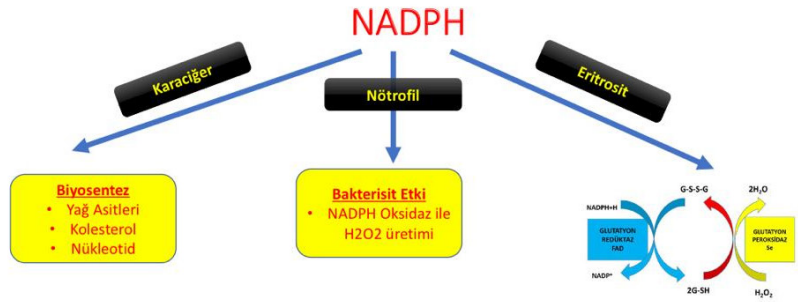 NADPH
Karaciğer
Nötrofil
Eritrosit
Biyosentez
• Yağ Asitleri
• Kolesterol
• Nükleotid
Bakterisit Etki
• NADPH Oksidaz ile
H2O2 üretimi
G-S-S-G
2H₂O
NADPH+H
GLUTATYON
REDÜKTAZ
FAD
GLUTATYON
PEROKSİDAZ
Se
NADP⁺
2G-SH
H₂O₂